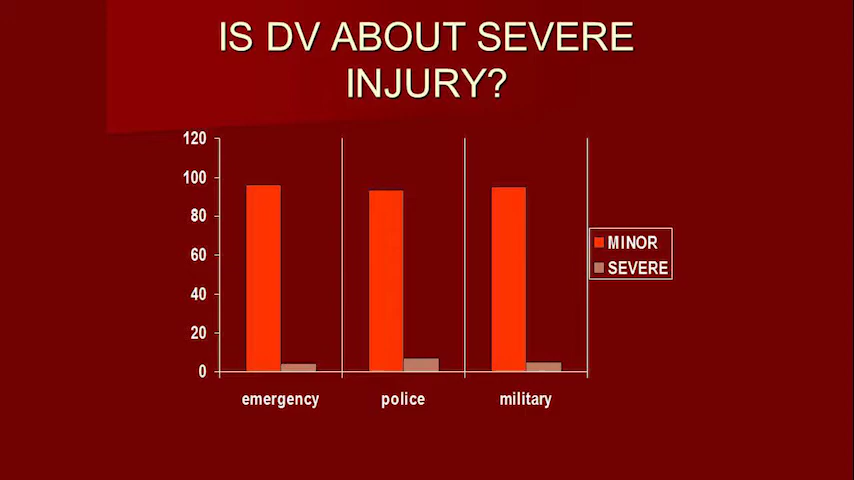 IS DV ABOUT SEVERE
INJURY?
120
100
80
60
40
20
0
MINOR
SEVERE
emergency police military